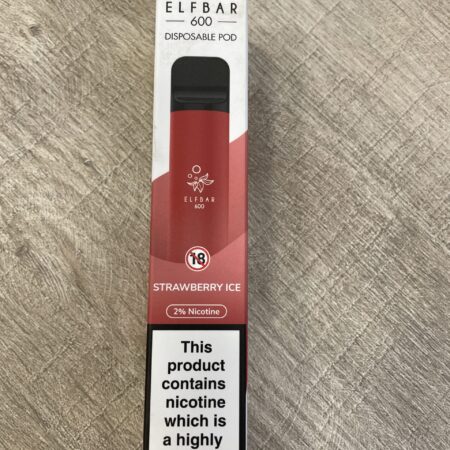 ELFBAR
600
DISPOSABLE POD
ELFBAR
600
18
STRAWBERRY ICE
2% Nicotine
This
product
contains
nicotine
which is
a highly